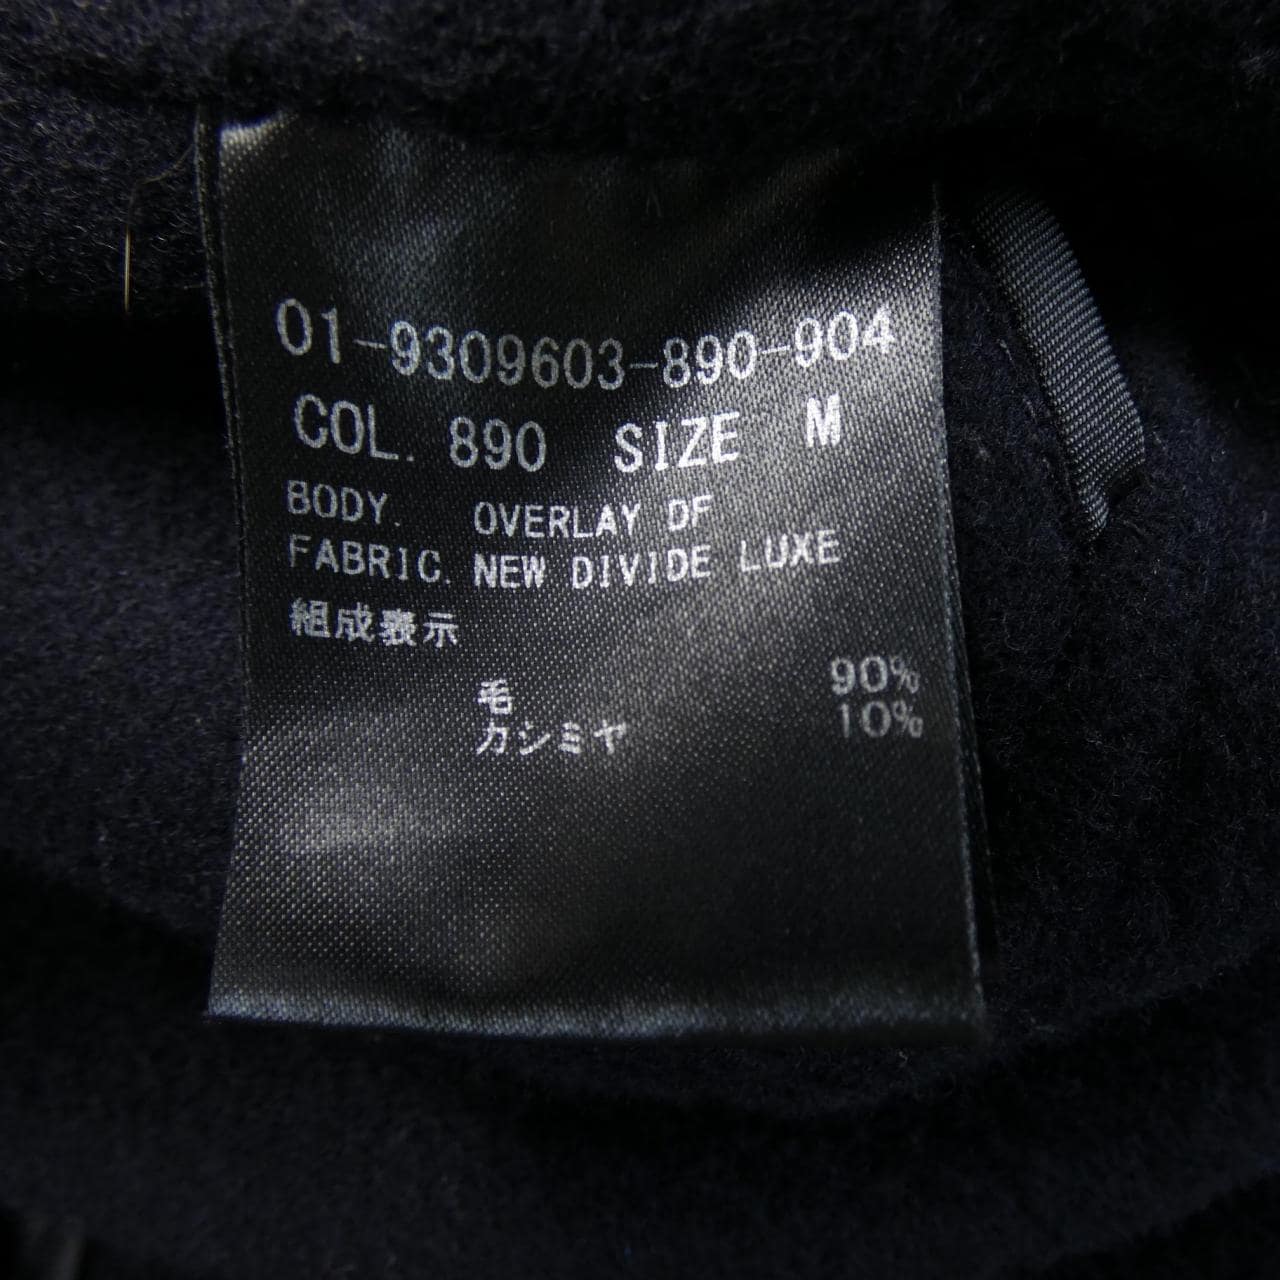 01-9309603-890-904
COL. 890 SIZE M
BODY. OVERLAY DF
FABRIC. NEW DIVIDE LUXE
組成表示
毛 90%
カシミヤ 10%